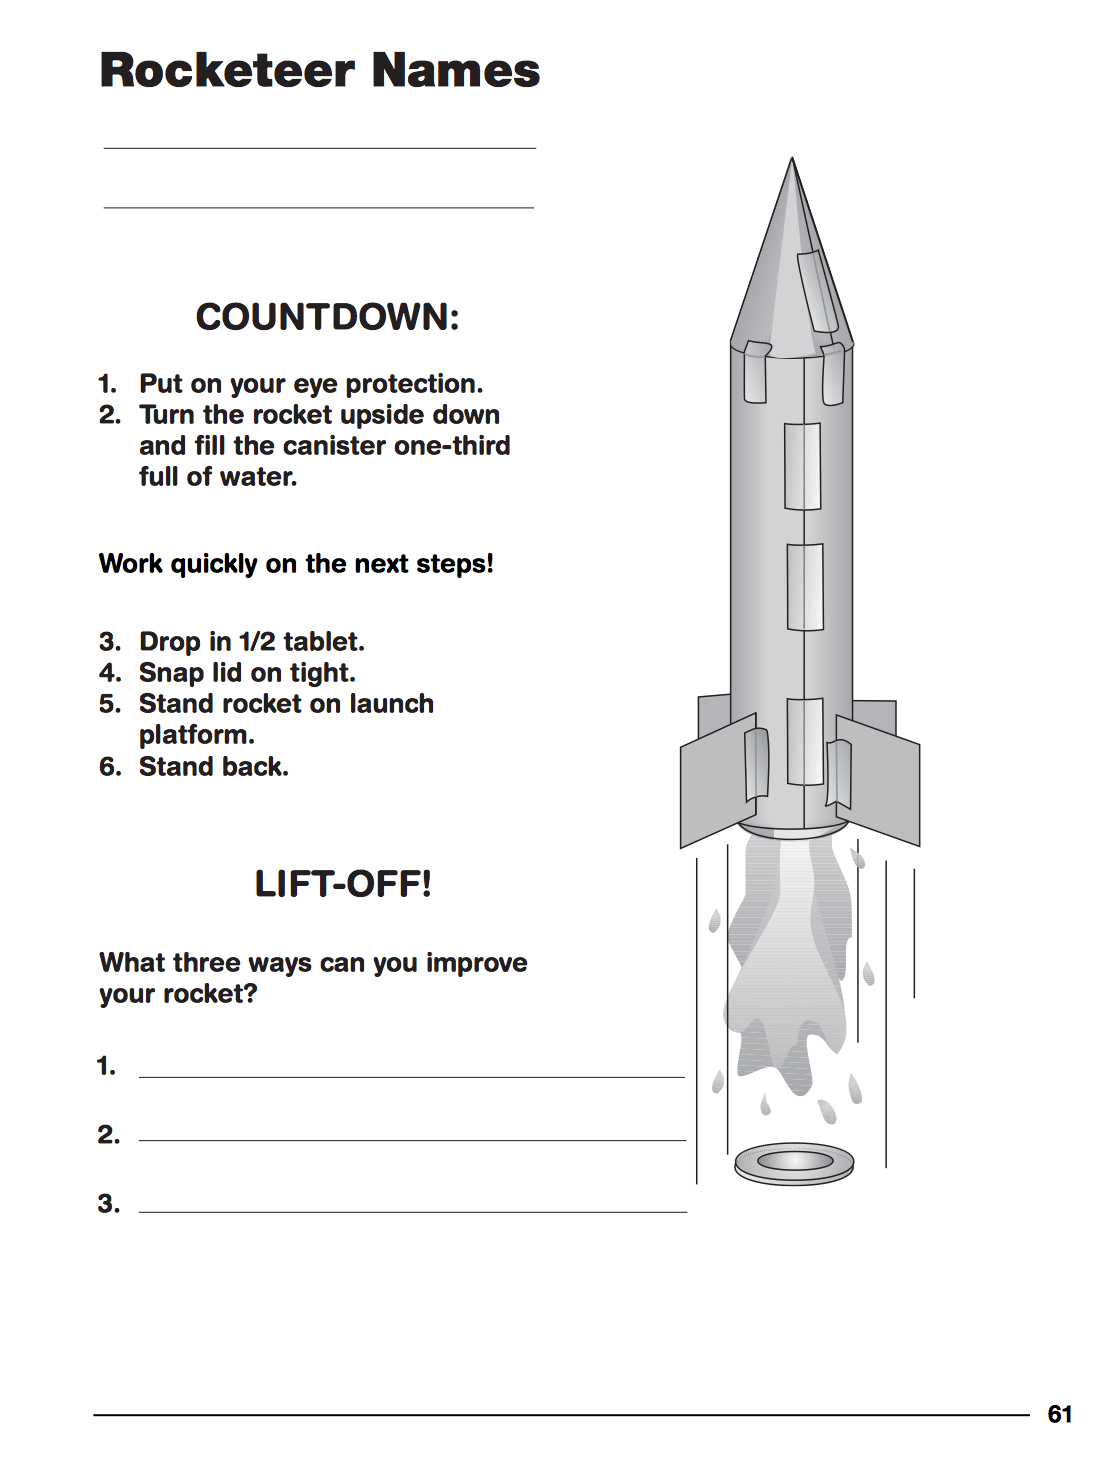 Rocketeer Names
COUNTDOWN:
1. Put on your eye protection.
2. Turn the rocket upside down
and fill the canister one-third
full of water.
Work quickly on the next steps!
3. Drop in 1/2 tablet.
4. Snap lid on tight.
5. Stand rocket on launch
platform.
6. Stand back.
LIFT-OFF!
What three ways can you improve
your rocket?
1.
2.
3.
61